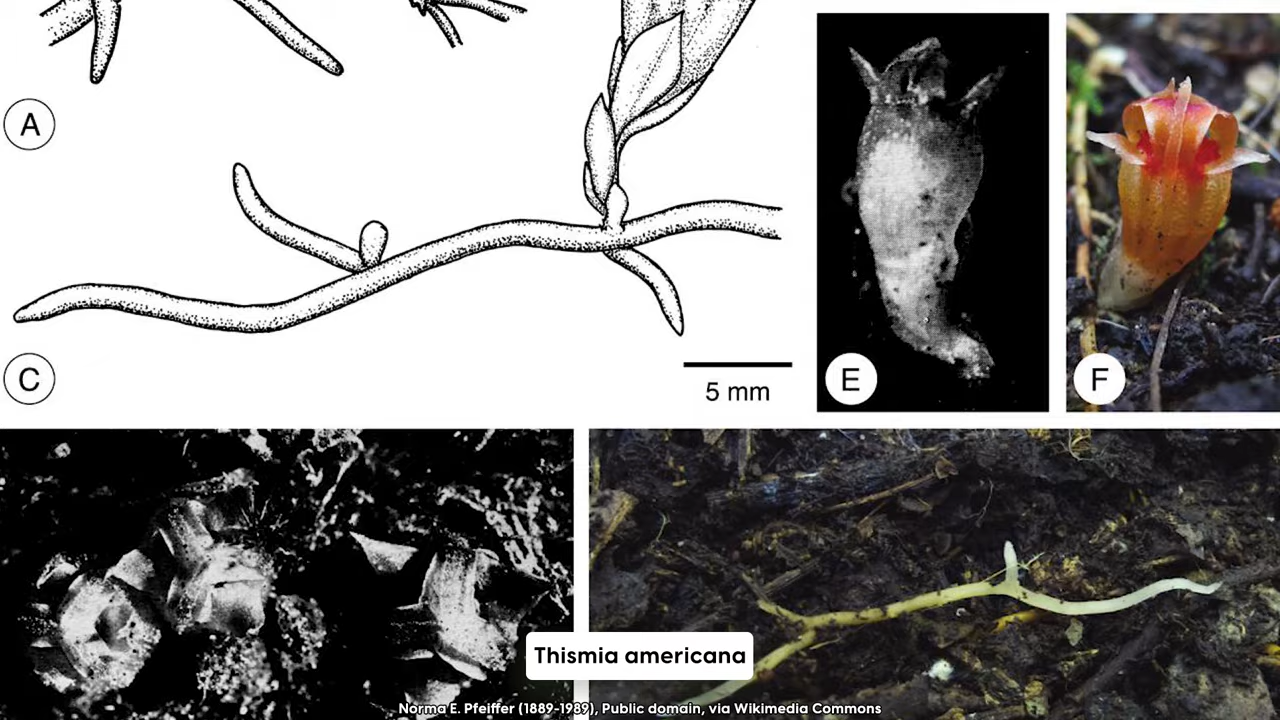 A
C
5 mm
E
F
Thismia americana
Norma E. Pfeiffer (1889-1989), Public domain, via Wikimedia Commons